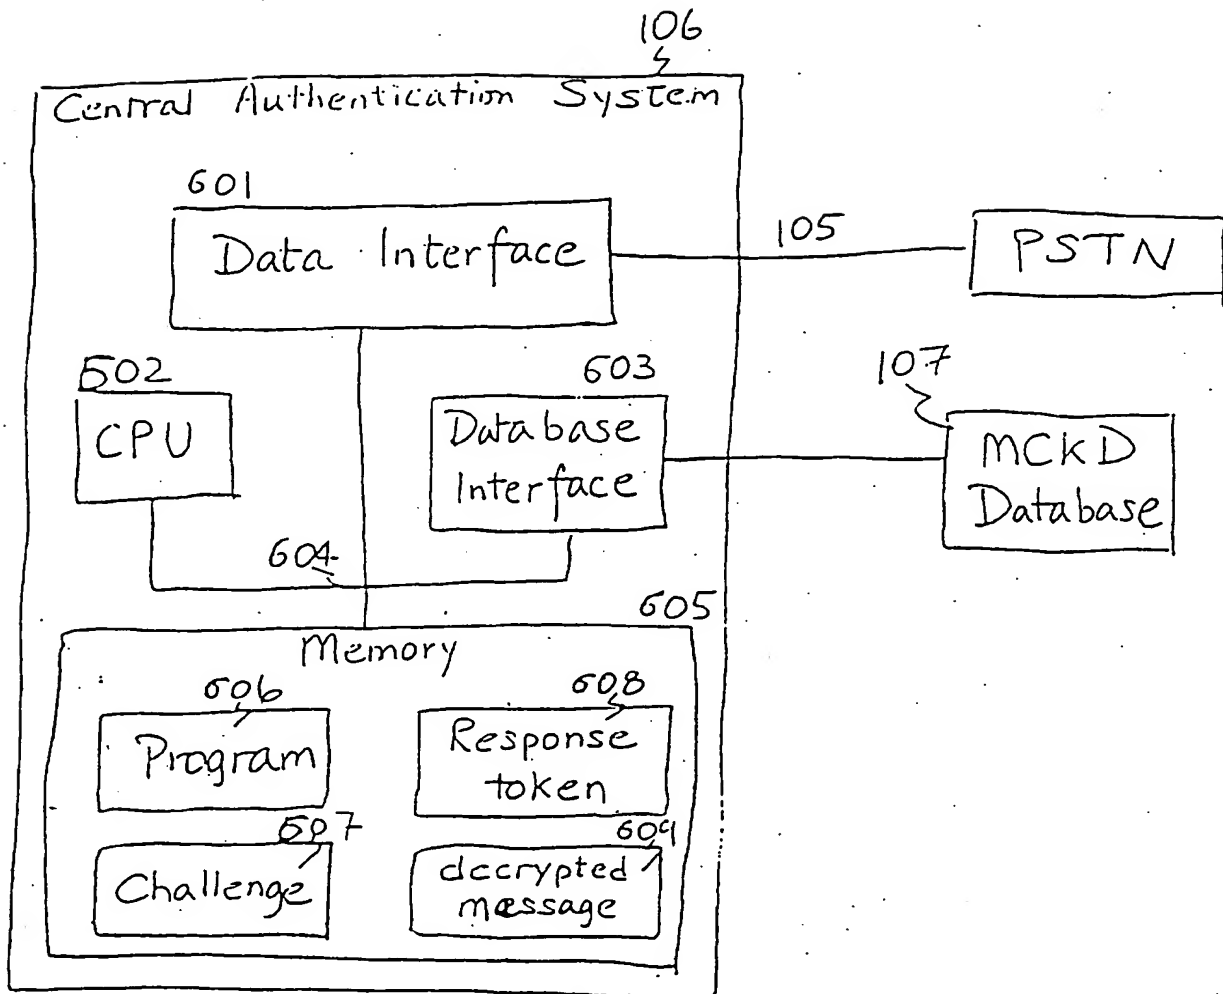 106
Central Authentication System
601
Data Interface
105
PSTN
602
CPU
603
Database
Interface
107
MCKD
Database
604
605
Memory
606
Program
608
Response
token
607
Challenge
609
decrypted
message